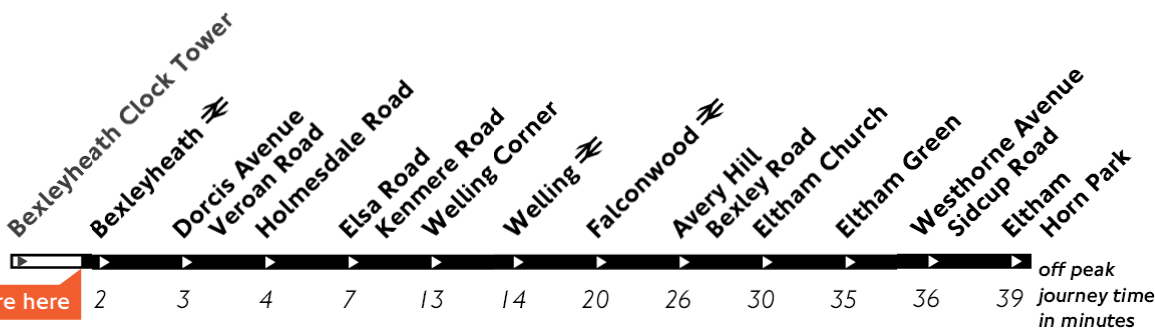 Bexleyheath Clock Tower
Bexleyheath
Dorcis Avenue
Veroan Road
Holmesdale Road
Elsa Road
Kenmere Road
Welling Corner
Welling
Falconwood
Avery Hill
Bexley Road
Eltham Church
Eltham Green
Westhorne Avenue
Sidcup Road
Eltham
Horn Park
re here
2 3 4 7 13 14 20 26 30 35 36 39
off peak
journey time
in minutes